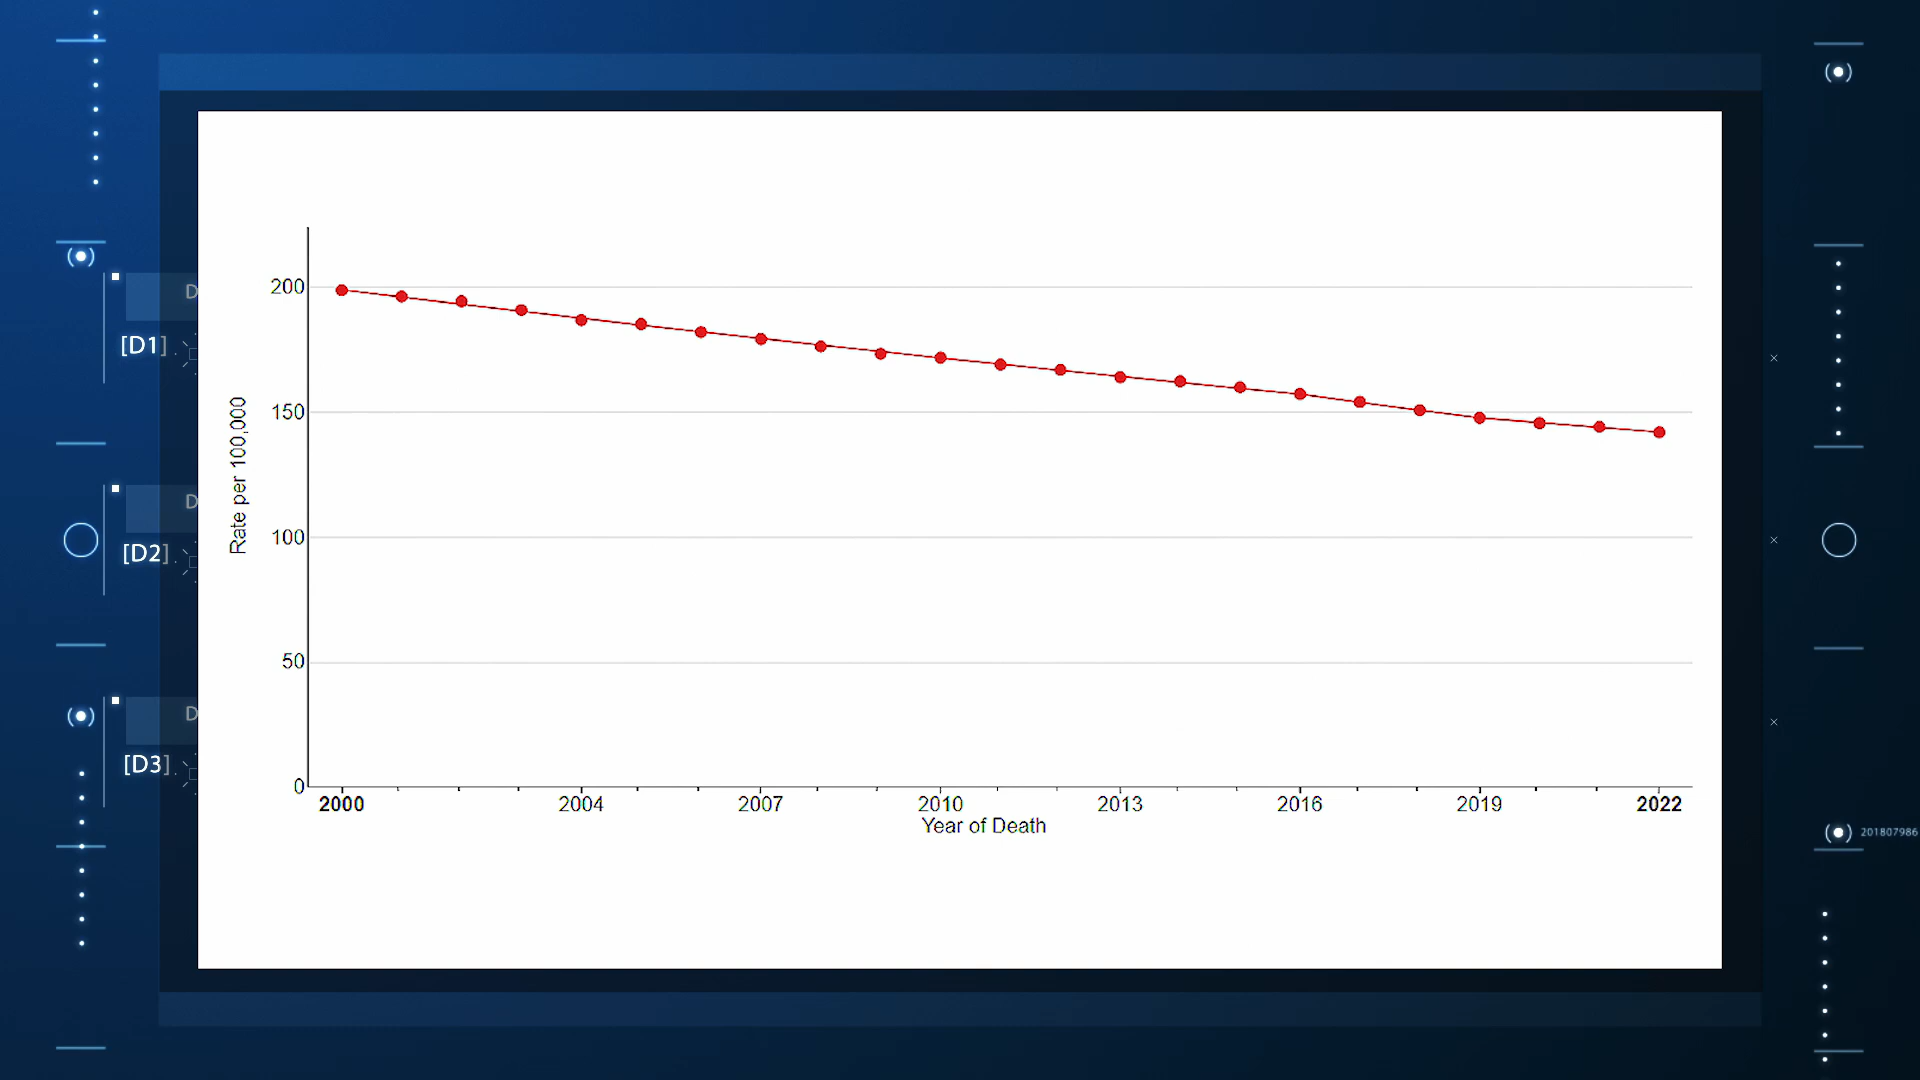 200
150
100
50
0
Rate per 100,000
2000 2004 2007 2010 2013 2016 2019 2022
Year of Death
D
[D1]
D
[D2]
D
[D3]
201807986